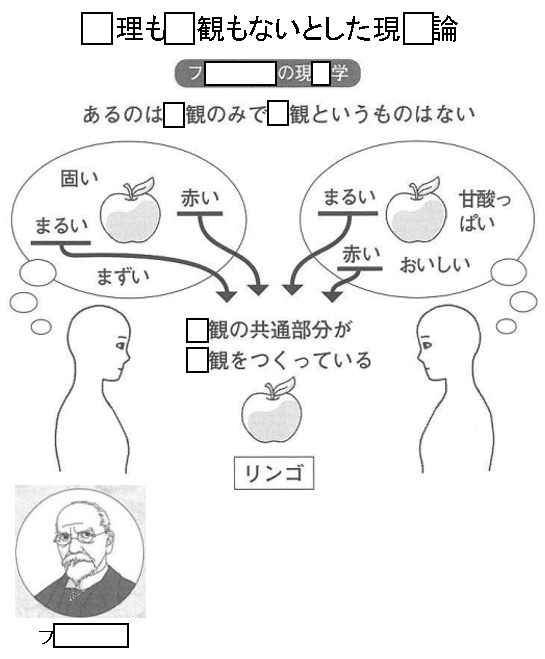 □理も□観もないとした現□論
フ□の現□学
あるのは□観のみで□観というものはない
固い
赤い
まるい
まずい
まるい
甘酸っ
ぱい
赤い
おいしい
□観の共通部分が
□観をつくっている
リンゴ
フ□